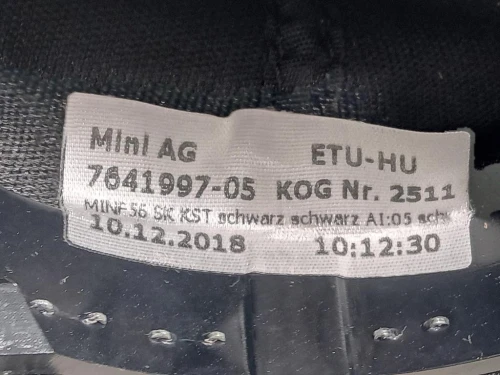 Mini AG ETU-HU
7641997-05 KOG Nr. 2511
MINF56 SK KST schwarz schwarz AI:05
10.12.2018 10:12:30